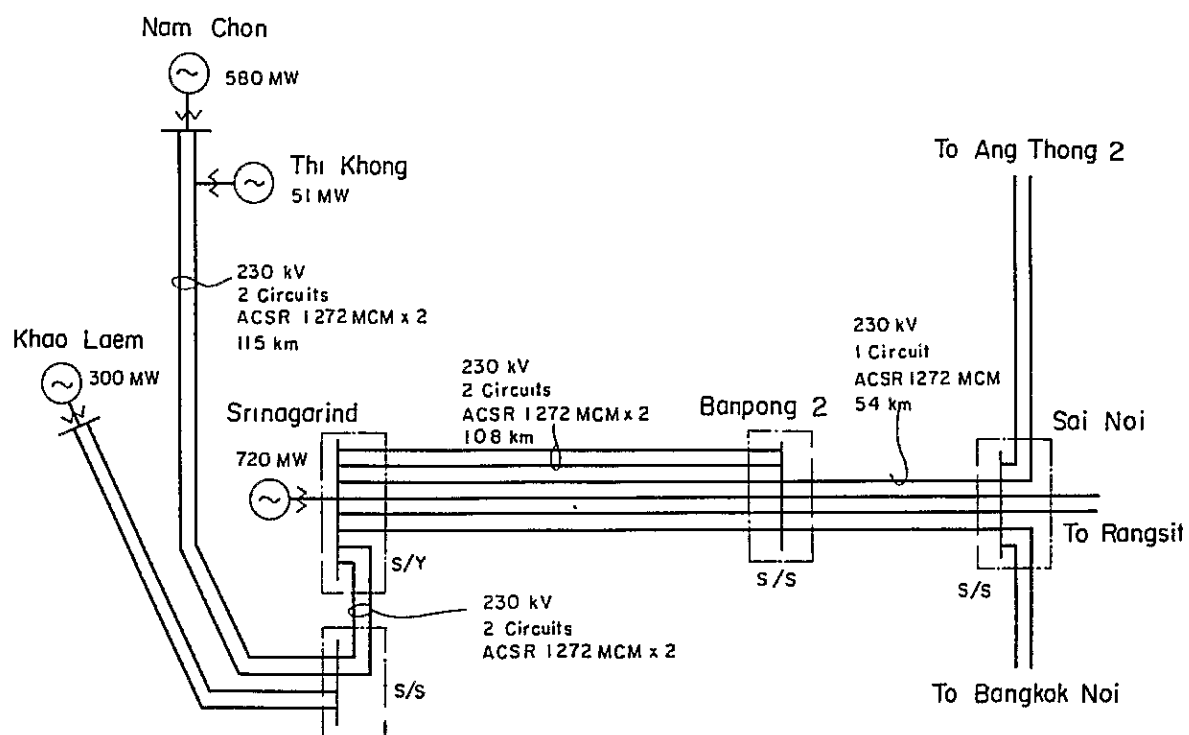 Nam Chon
580 MW
Thi Khong
51 MW
To Ang Thong 2
230 kV
2 Circuits
ACSR 1272 MCM x 2
115 km
Khao Laem
300 MW
230 kV
2 Circuits
ACSR 1272 MCM x 2
108 km
230 kV
1 Circuit
ACSR 1272 MCM
54 km
Srinagarind
Banpong 2
Sai Noi
720 MW
To Rangsit
S/Y
S/S
S/S
230 kV
2 Circuits
ACSR 1272 MCM x 2
S/S
To Bangkok Noi